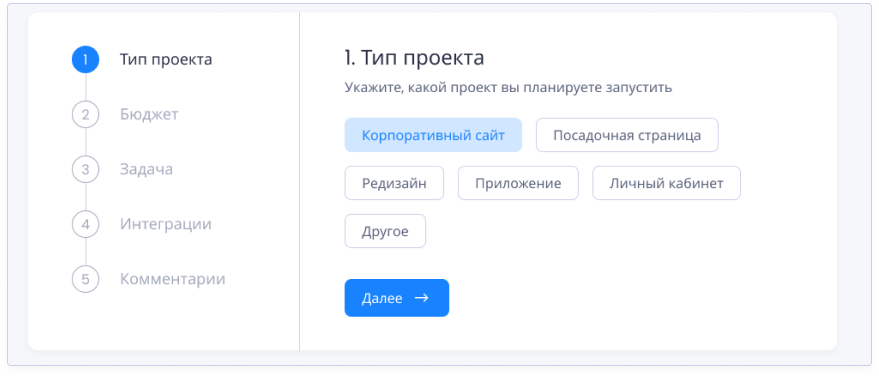 1 Тип проекта
2 Бюджет
3 Задача
4 Интеграции
5 Комментарии
1. Тип проекта
Укажите, какой проект вы планируете запустить
Корпоративный сайт Посадочная страница
Редизайн Приложение Личный кабинет
Другое
Далее →